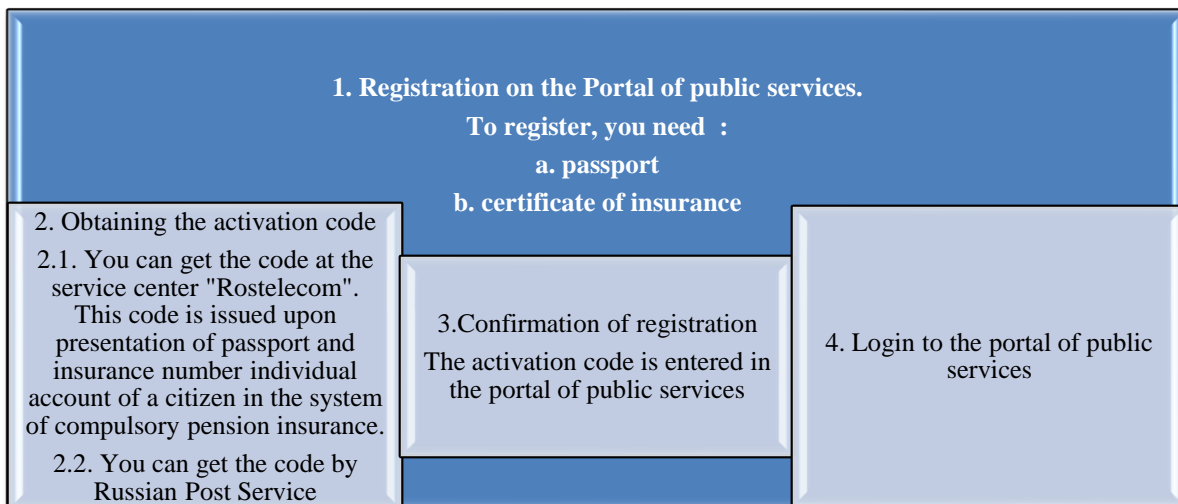 1. Registration on the Portal of public services.
To register, you need :
a. passport
b. certificate of insurance
2. Obtaining the activation code
2.1. You can get the code at the
service center "Rostelecom".
This code is issued upon
presentation of passport and
insurance number individual
account of a citizen in the system
of compulsory pension insurance.
2.2. You can get the code by
Russian Post Service
3.Confirmation of registration
The activation code is entered in
the portal of public services
4. Login to the portal of public
services